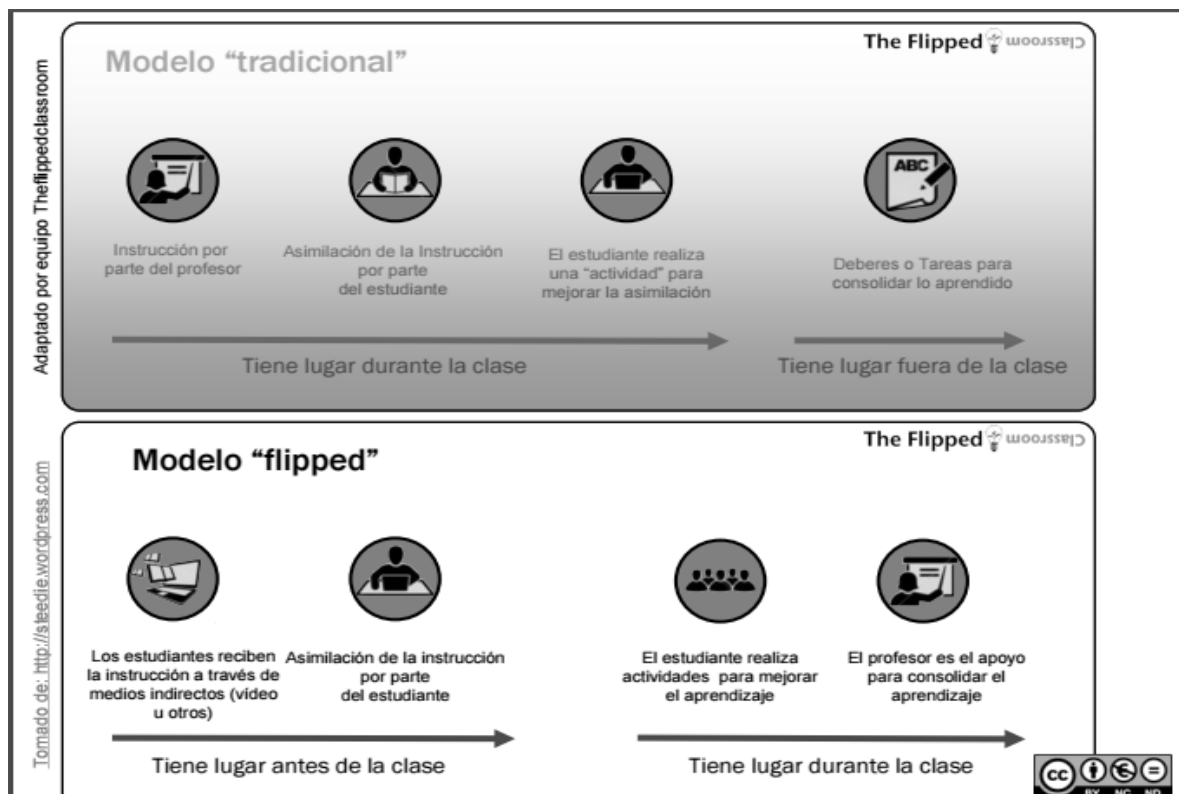 Adaptado por equipo Theflippedclassroom
Modelo “tradicional”
The Flipped Classroom
ABC
Instrucción por
parte del profesor
Asimilación de la Instrucción
por parte
del estudiante
El estudiante realiza
una “actividad” para
mejorar la asimilación
Deberes o Tareas para
consolidar lo aprendido
Tiene lugar durante la clase
Tiene lugar fuera de la clase
Tomado de: http://steedie.wordpress.com
Modelo “flipped”
The Flipped Classroom
Los estudiantes reciben
la instrucción a través de
medios indirectos (vídeo
u otros)
Asimilación de la instrucción
por parte
del estudiante
El estudiante realiza
actividades para mejorar
el aprendizaje
El profesor es el apoyo
para consolidar el
aprendizaje
Tiene lugar antes de la clase
Tiene lugar durante la clase
cc
BY NC ND